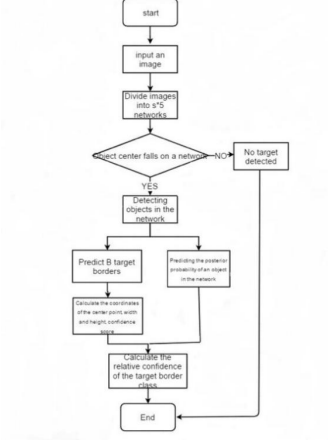 start
input an
image
Divide images
into s*5
networks
Object center falls on a network
NO
No target
detected
YES
Detecting
objects in the
network
Predict B target
borders
Predicting the posterior
probability of an object
in the network
Calculate the coordinates
of the center point, width
and height, confidence
score
Calculate the
relative confidence
of the target border
class
End